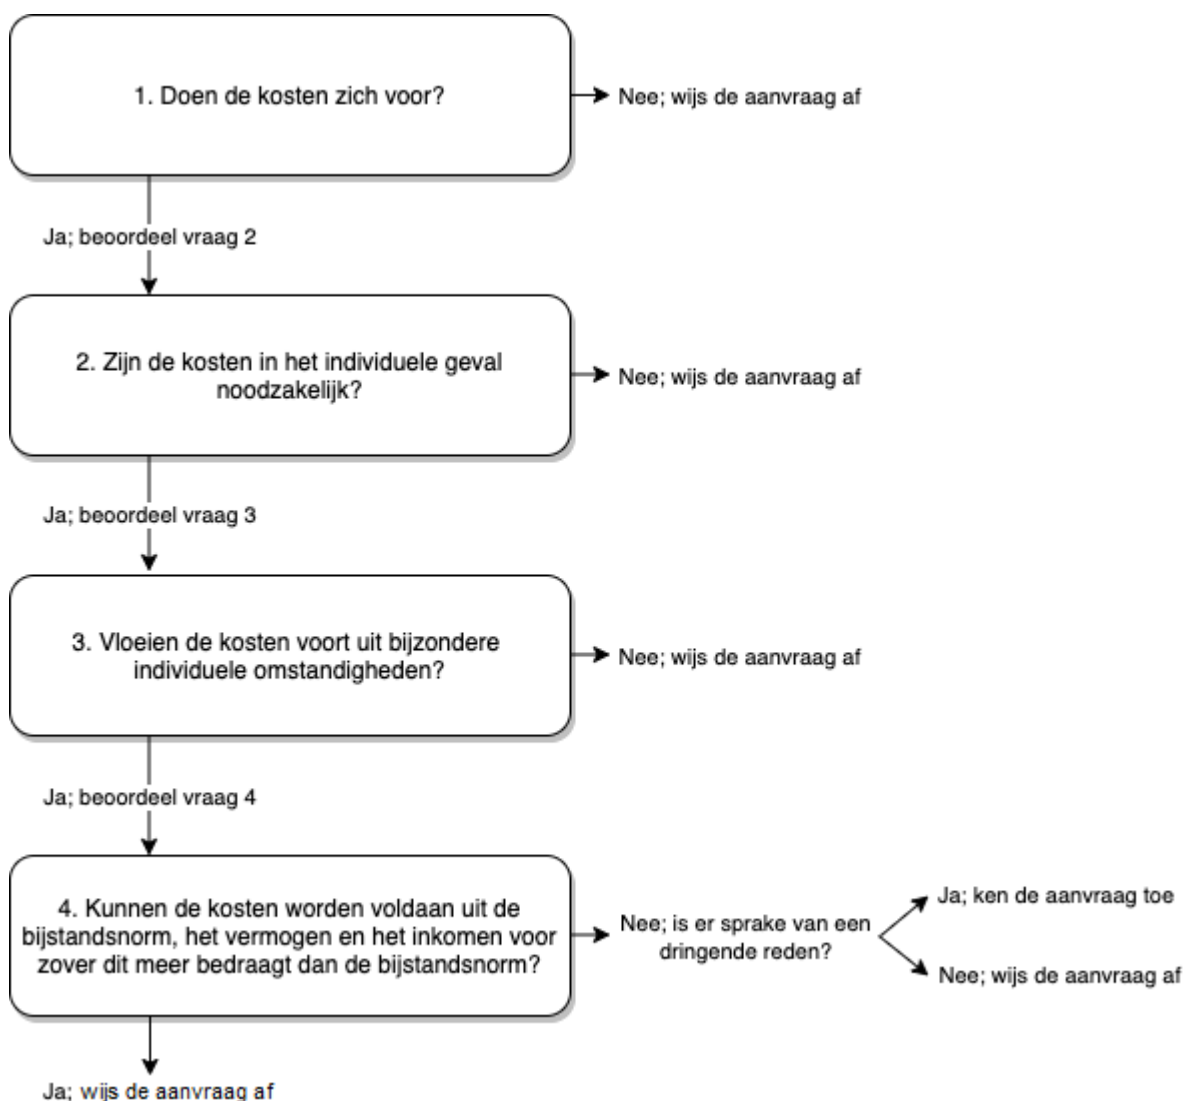 1. Doen de kosten zich voor?
Nee; wijs de aanvraag af
Ja; beoordeel vraag 2
2. Zijn de kosten in het individuele geval
noodzakelijk?
Nee; wijs de aanvraag af
Ja; beoordeel vraag 3
3. Vloeien de kosten voort uit bijzondere
individuele omstandigheden?
Nee; wijs de aanvraag af
Ja; beoordeel vraag 4
4. Kunnen de kosten worden voldaan uit de
bijstandsnorm, het vermogen en het inkomen voor
zover dit meer bedraagt dan de bijstandsnorm?
Nee; is er sprake van een
dringende reden?
Ja; ken de aanvraag toe
Nee; wijs de aanvraag af
Ja; wijs de aanvraag af